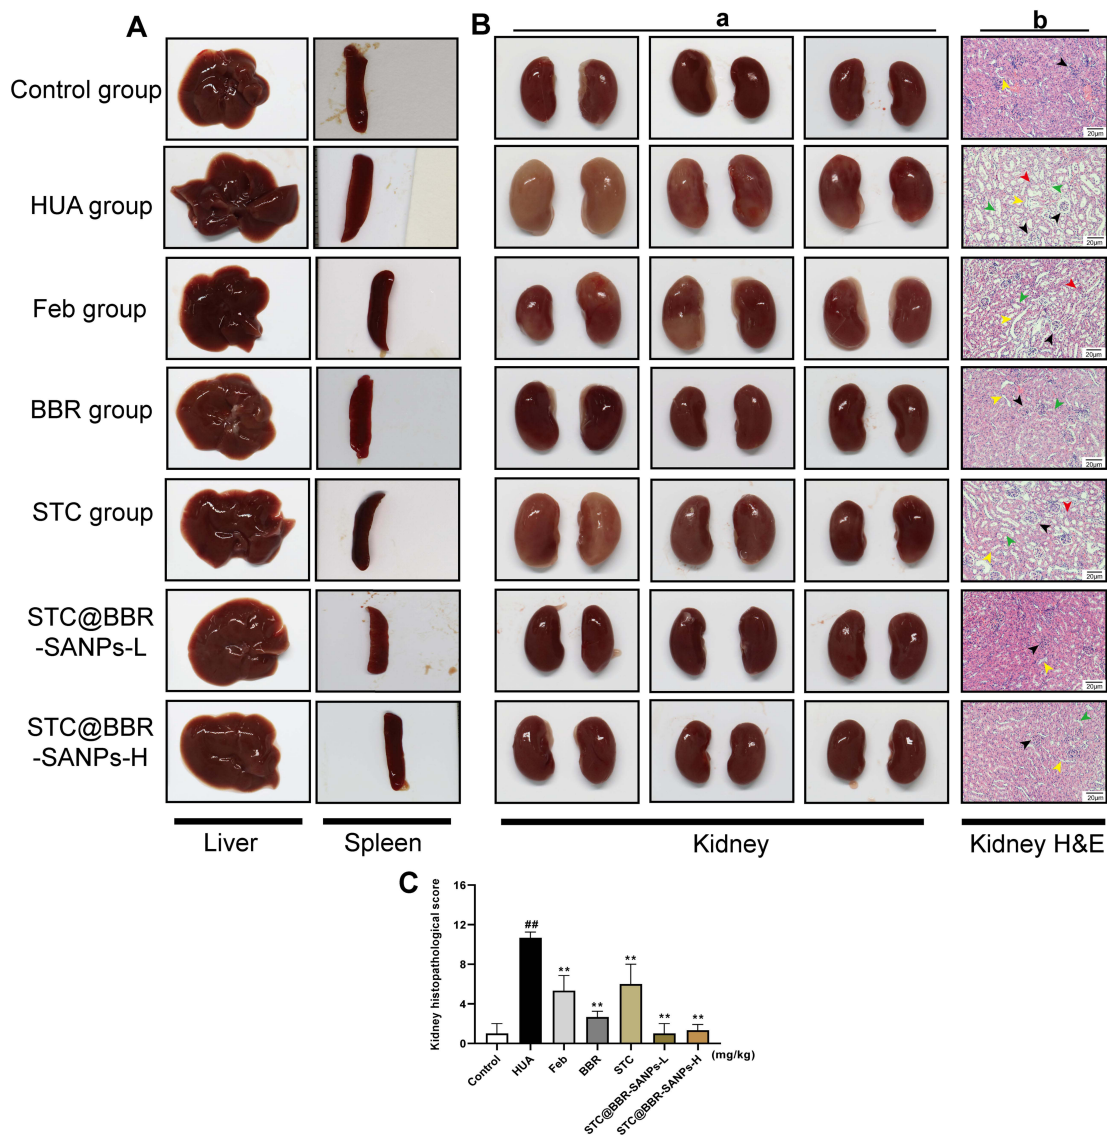 A
B
a
b
Control group
20μm
HUA group
20μm
Feb group
20μm
BBR group
20μm
STC group
20μm
STC@BBR
-SANPs-L
20μm
STC@BBR
-SANPs-H
20μm
Liver
Spleen
Kidney
Kidney H&E
C
Kidney histopathological score
16
12
8
4
0
##
**
**
**
**
**
Control
HUA
Feb
BBR
STC
STC@BBR-SANPs-L
STC@BBR-SANPs-H
(mg/kg)